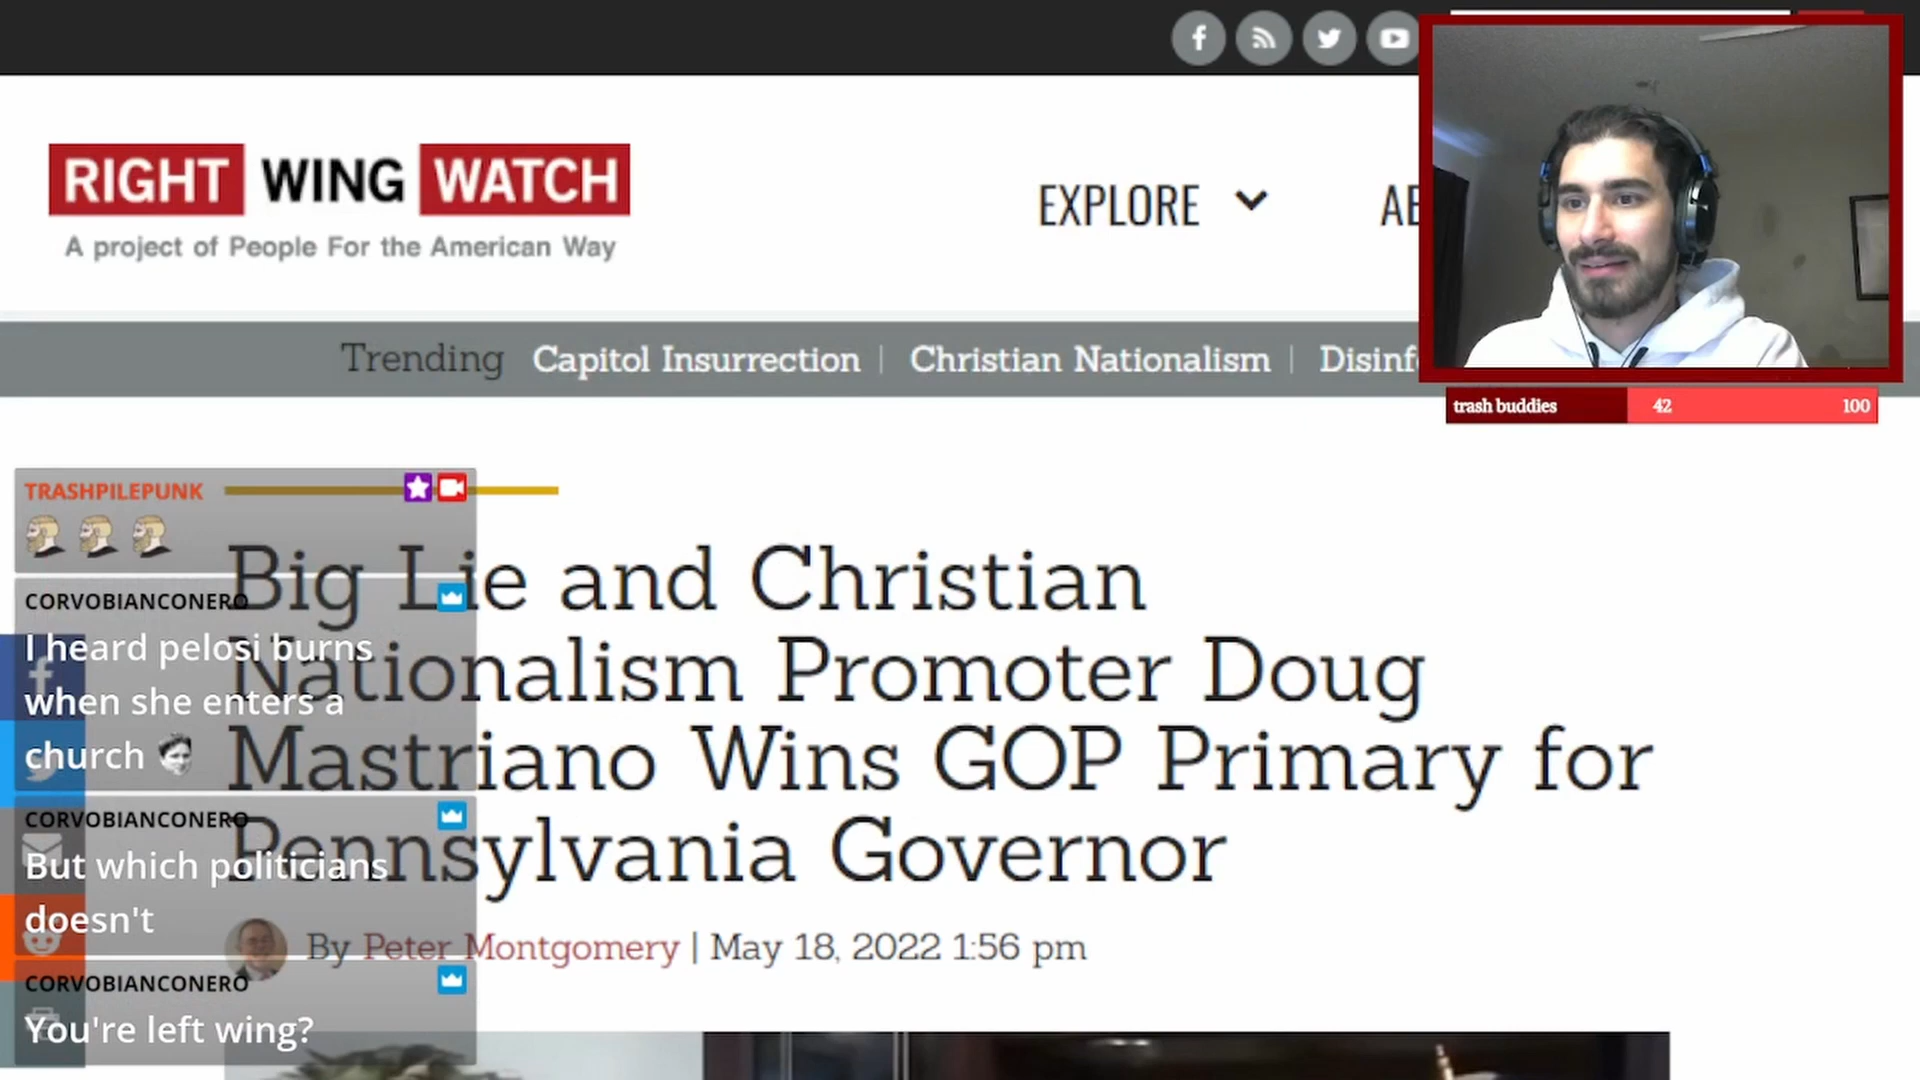 RIGHT WING WATCH
A project of People For the American Way
EXPLORE
AB
Trending Capitol Insurrection | Christian Nationalism | Disinf
trash buddies 42 100
TRASHPILEPUNK
CORVOBIANCONERO
I heard pelosi burns
when she enters a
church
CORVOBIANCONERO
But which politicians
doesn't
CORVOBIANCONERO
You're left wing?
Big Lie and Christian
Nationalism Promoter Doug
Mastriano Wins GOP Primary for
Pennsylvania Governor
By Peter Montgomery | May 18, 2022 1:56 pm